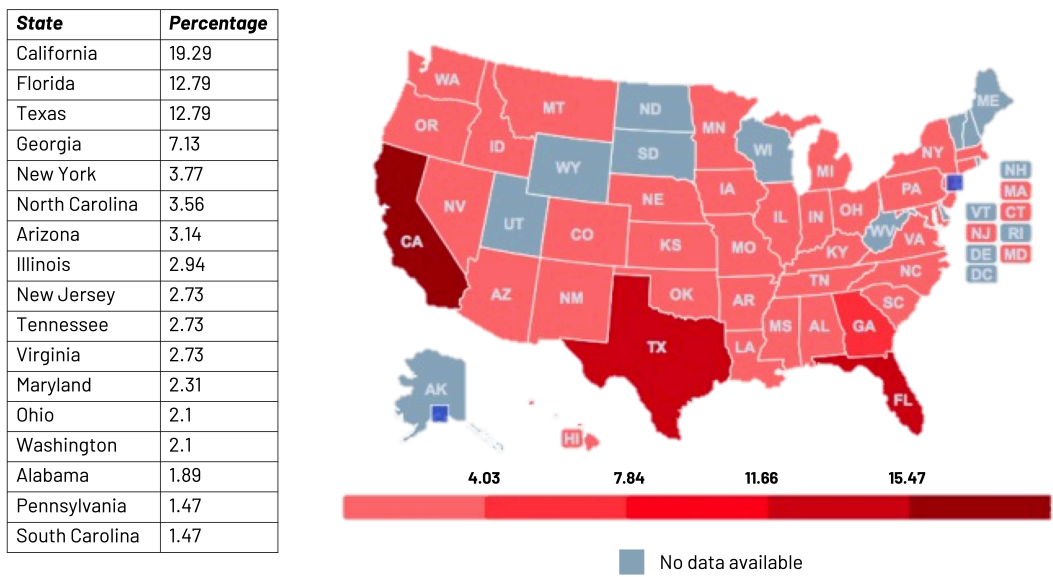 State Percentage
California 19.29
Florida 12.79
Texas 12.79
Georgia 7.13
New York 3.77
North Carolina 3.56
Arizona 3.14
Illinois 2.94
New Jersey 2.73
Tennessee 2.73
Virginia 2.73
Maryland 2.31
Ohio 2.1
Washington 2.1
Alabama 1.89
Pennsylvania 1.47
South Carolina 1.47
WA
MT
ND
MN
ME
OR
ID
SD
WI
NY
WY
MI
NH
IA
PA
MA
NV
NE
UT
IL
IN
OH
VT CT
CA
CO
KS
MO
KY
WV
VA
NJ RI
DE MD
DC
AZ
NM
OK
AR
TN
NC
SC
MS
AL
GA
TX
LA
AK
FL
HI
4.03 7.84 11.66 15.47
No data available